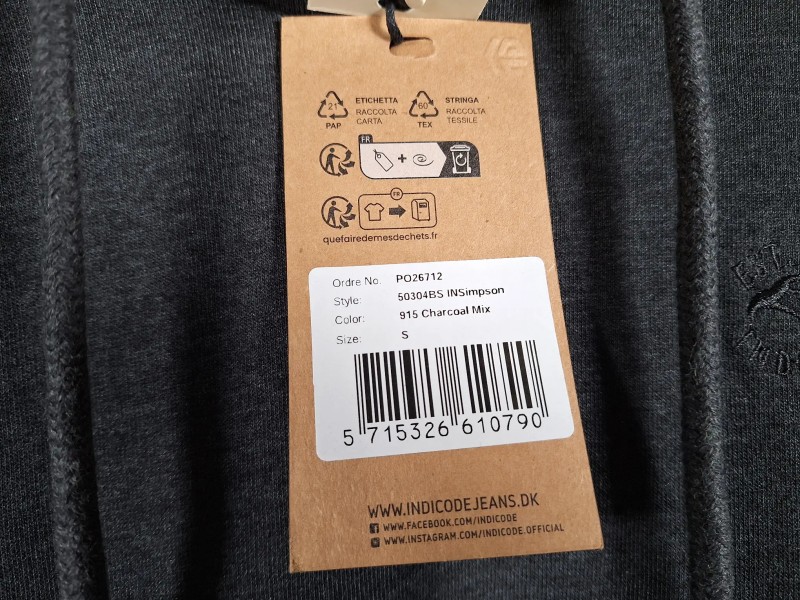 21
PAP
ETICHETTA
RACCOLTA
CARTA
60
TEX
STRINGA
RACCOLTA
TESSILE
FR
FR
quefairedemesdechets.fr
Ordre No. PO26712
Style: 50304BS INSimpson
Color: 915 Charcoal Mix
Size: S
5 715326 610790
WWW.INDICODEJEANS.DK
WWW.FACEBOOK.COM/INDICODE
WWW.INSTAGRAM.COM/INDICODE.OFFICIAL
EST